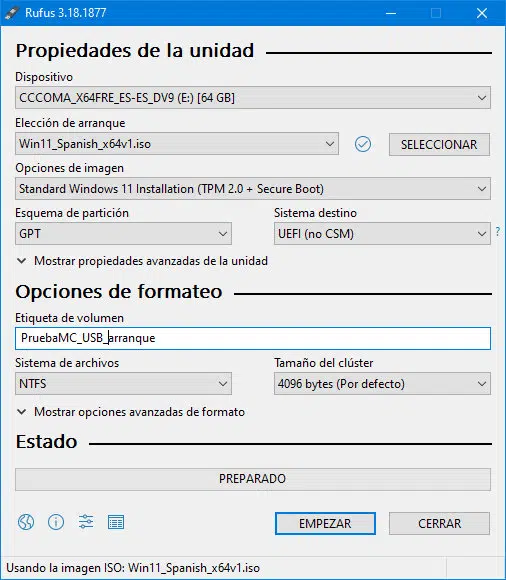 Rufus 3.18.1877
Propiedades de la unidad
Dispositivo
CCCOMA_X64FRE_ES-ES_DV9 (E:) [64 GB]
Elección de arranque
Win11_Spanish_x64v1.iso
SELECCIONAR
Opciones de imagen
Standard Windows 11 Installation (TPM 2.0 + Secure Boot)
Esquema de partición
Sistema destino
GPT
UEFI (no CSM)
?
Mostrar propiedades avanzadas de la unidad
Opciones de formateo
Etiqueta de volumen
PruebaMC_USB_arranque
Sistema de archivos
Tamaño del clúster
NTFS
4096 bytes (Por defecto)
Mostrar opciones avanzadas de formato
Estado
PREPARADO
EMPEZAR
CERRAR
Usando la imagen ISO: Win11_Spanish_x64v1.iso